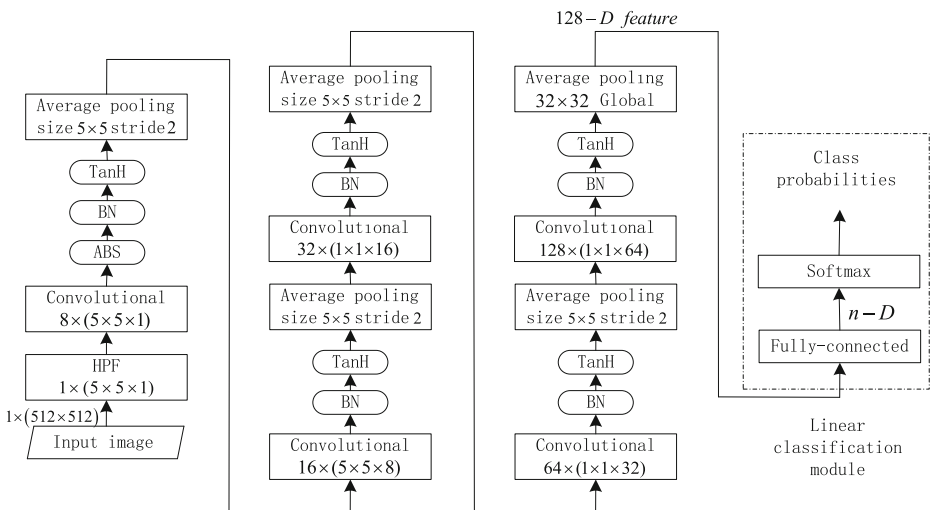 128-D feature
Average pooling
size 5×5 stride 2
TanH
BN
ABS
Convolutional
8×(5×5×1)
HPF
1×(5×5×1)
1×(512×512)
Input image
Average pooling
size 5×5 stride 2
TanH
BN
Convolutional
32×(1×1×16)
Average pooling
size 5×5 stride 2
TanH
BN
Convolutional
16×(5×5×8)
Average pooling
32×32 Global
TanH
BN
Convolutional
128×(1×1×64)
Average pooling
size 5×5 stride 2
TanH
BN
Convolutional
64×(1×1×32)
Class
probabilities
Softmax
n-D
Fully-connected
Linear
classification
module